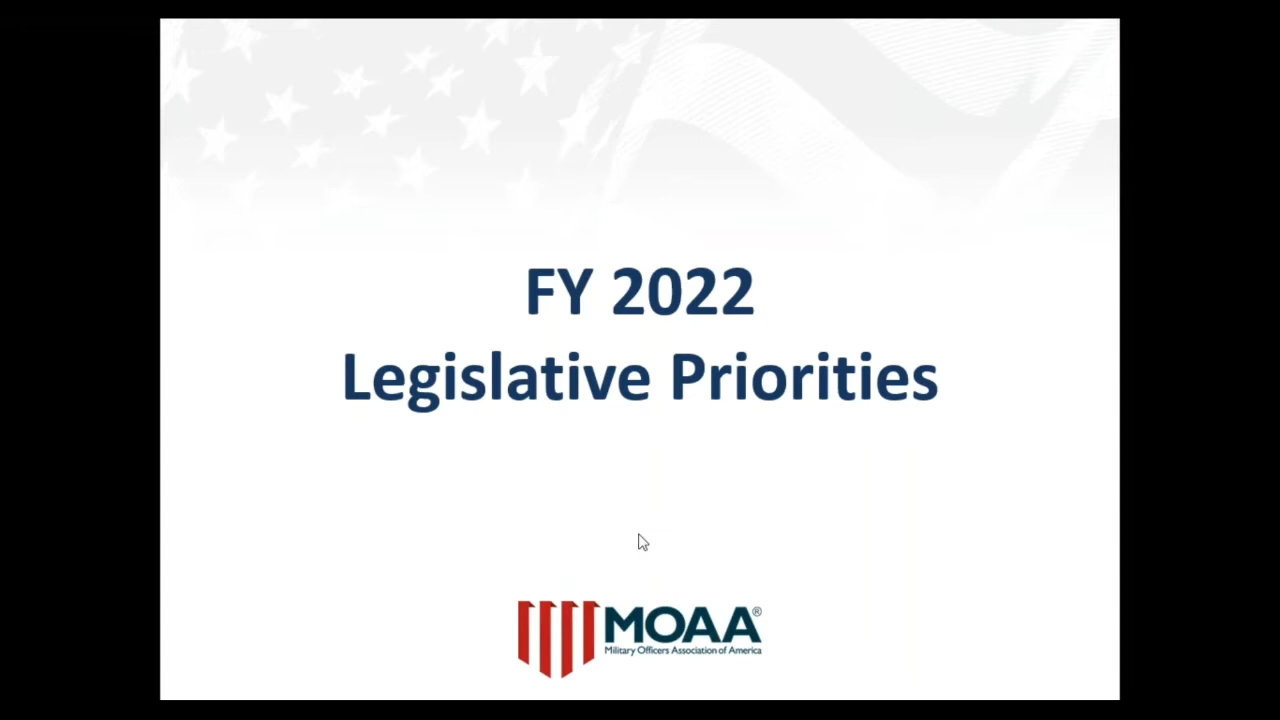 FY 2022
Legislative Priorities
MOAA®
Military Officers Association of America